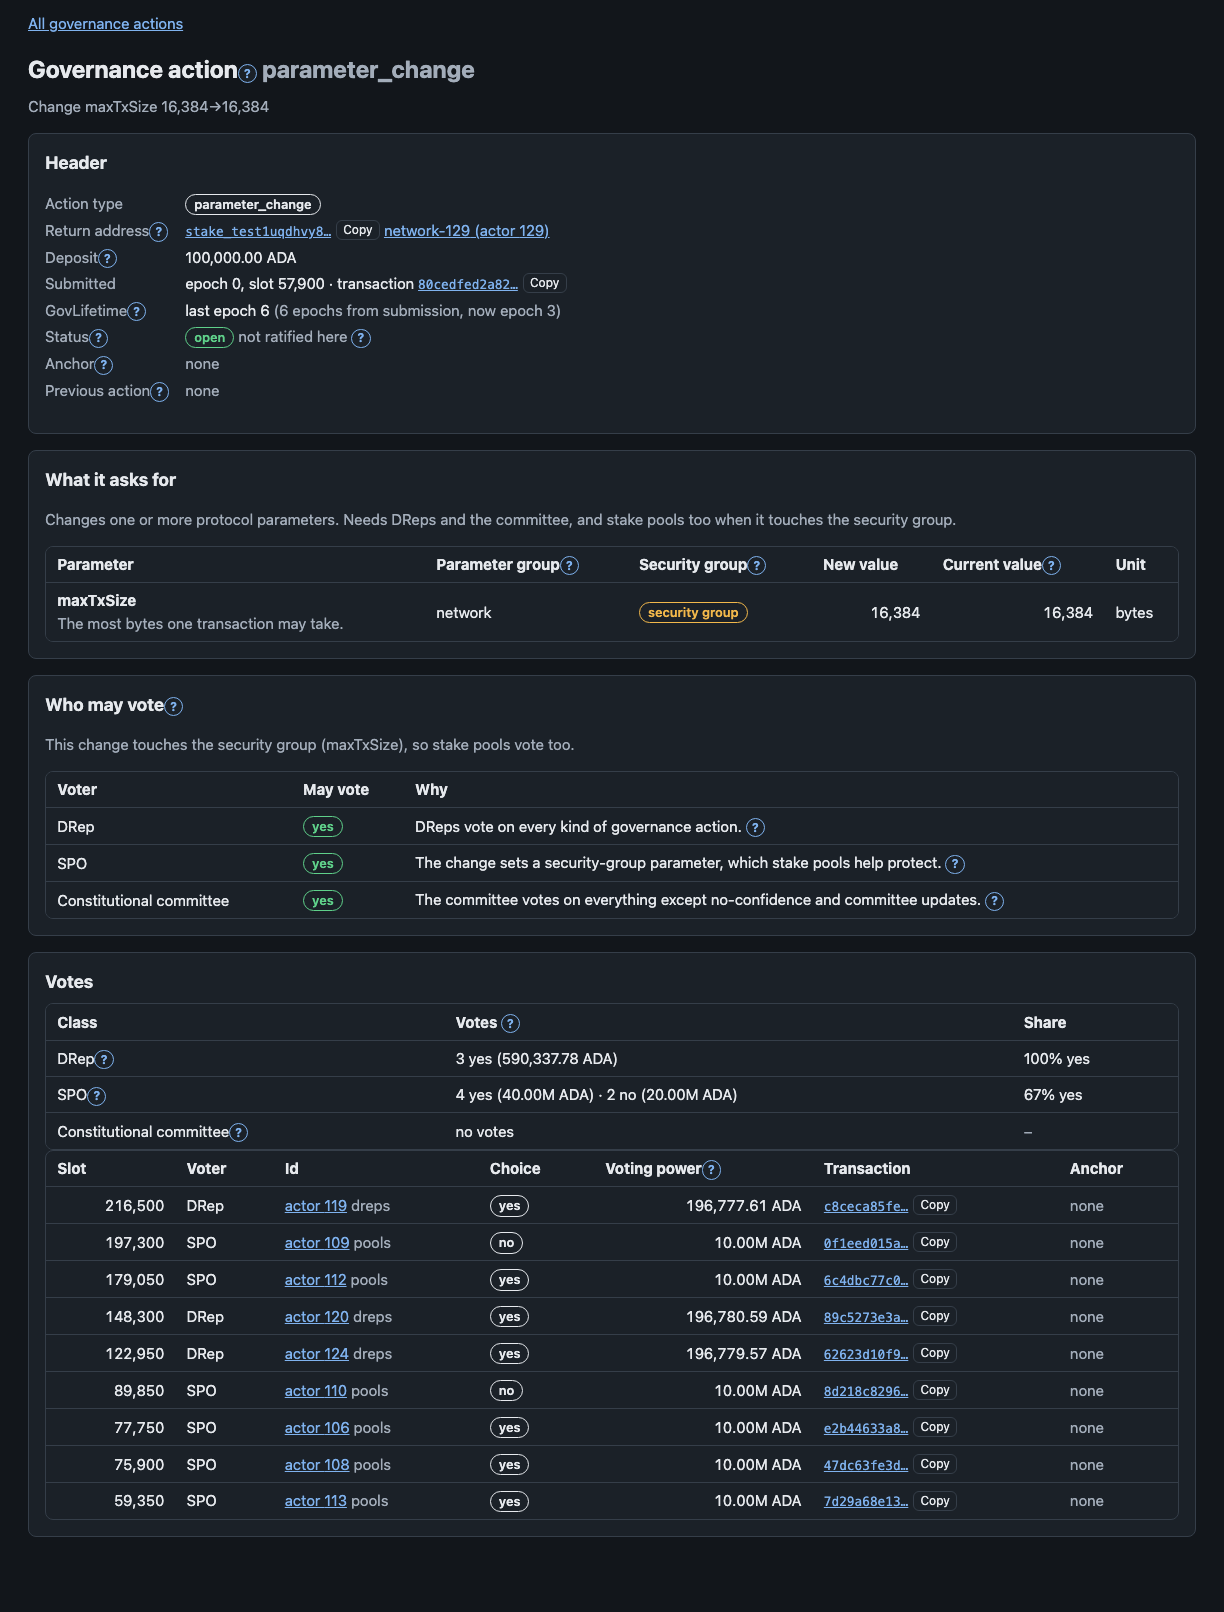 All governance actions
Governance action ? parameter_change
Change maxTxSize 16,384→16,384
Header
Action type parameter_change
Return address ? stake_test1uqdhvy8… Copy network-129 (actor 129)
Deposit ? 100,000.00 ADA
Submitted epoch 0, slot 57,900 · transaction 80cedfed2a82… Copy
GovLifetime ? last epoch 6 (6 epochs from submission, now epoch 3)
Status ? open not ratified here ?
Anchor ? none
Previous action ? none
What it asks for
Changes one or more protocol parameters. Needs DReps and the committee, and stake pools too when it touches the security group.
Parameter Parameter group ? Security group ? New value Current value ? Unit
maxTxSize
The most bytes one transaction may take.
network security group 16,384 16,384 bytes
Who may vote ?
This change touches the security group (maxTxSize), so stake pools vote too.
Voter May vote Why
DRep yes DReps vote on every kind of governance action. ?
SPO yes The change sets a security-group parameter, which stake pools help protect. ?
Constitutional committee yes The committee votes on everything except no-confidence and committee updates. ?
Votes
Class Votes ? Share
DRep ? 3 yes (590,337.78 ADA) 100% yes
SPO ? 4 yes (40.00M ADA) · 2 no (20.00M ADA) 67% yes
Constitutional committee ? no votes –
Slot Voter Id Choice Voting power ? Transaction Anchor
216,500 DRep actor 119 dreps yes 196,777.61 ADA c8ceca85fe… Copy none
197,300 SPO actor 109 pools no 10.00M ADA 0f1eed015a… Copy none
179,050 SPO actor 112 pools yes 10.00M ADA 6c4dbc77c0… Copy none
148,300 DRep actor 120 dreps yes 196,780.59 ADA 89c5273e3a… Copy none
122,950 DRep actor 124 dreps yes 196,779.57 ADA 62623d10f9… Copy none
89,850 SPO actor 110 pools no 10.00M ADA 8d218c8296… Copy none
77,750 SPO actor 106 pools yes 10.00M ADA e2b44633a8… Copy none
75,900 SPO actor 108 pools yes 10.00M ADA 47dc63fe3d… Copy none
59,350 SPO actor 113 pools yes 10.00M ADA 7d29a68e13… Copy none